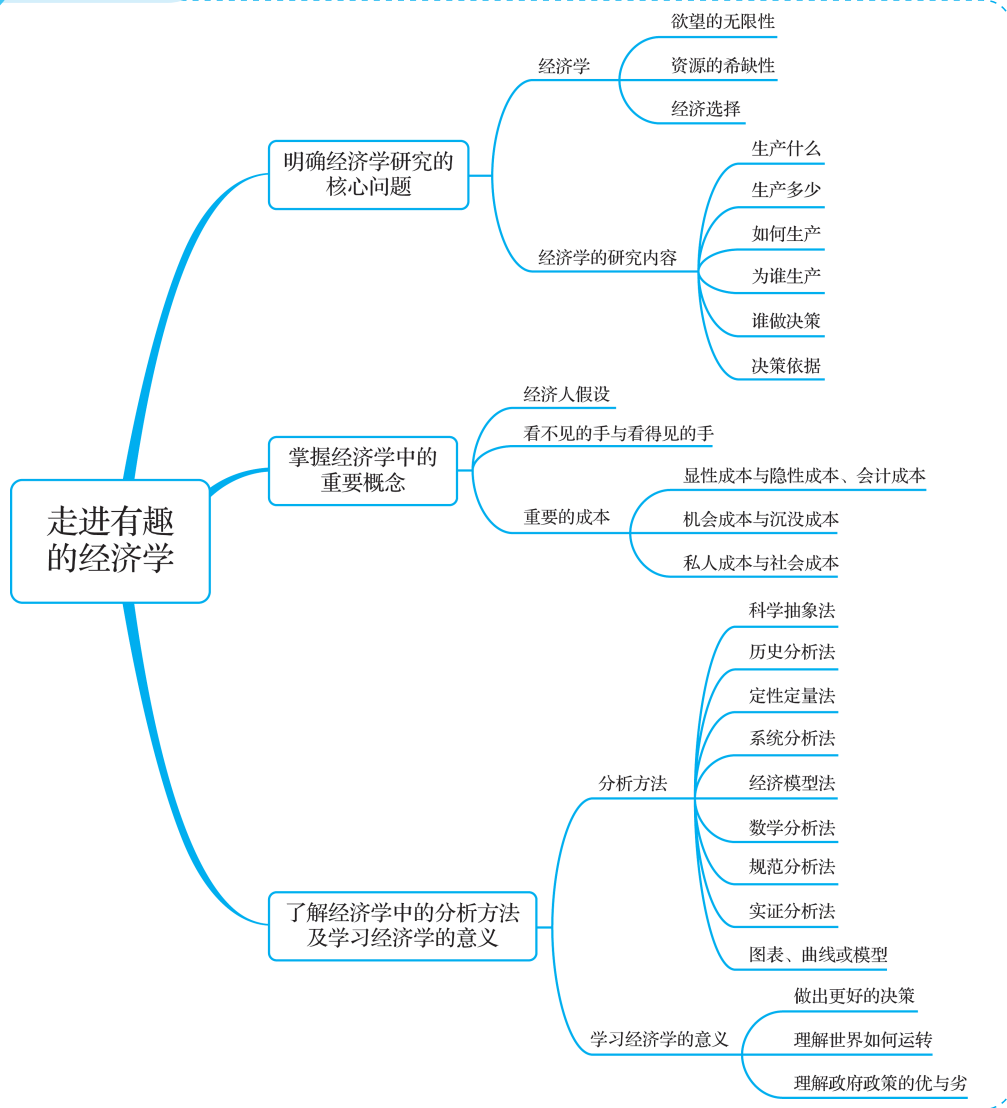 走进有趣
的经济学
明确经济学研究的
核心问题
经济学
欲望的无限性
资源的希缺性
经济选择
经济学的研究内容
生产什么
生产多少
如何生产
为谁生产
谁做决策
决策依据
掌握经济学中的
重要概念
经济人假设
看不见的手与看得见的手
重要的成本
显性成本与隐性成本、会计成本
机会成本与沉没成本
私人成本与社会成本
了解经济学中的分析方法
及学习经济学的意义
分析方法
科学抽象法
历史分析法
定性定量法
系统分析法
经济模型法
数学分析法
规范分析法
实证分析法
图表、曲线或模型
学习经济学的意义
做出更好的决策
理解世界如何运转
理解政府政策的优与劣